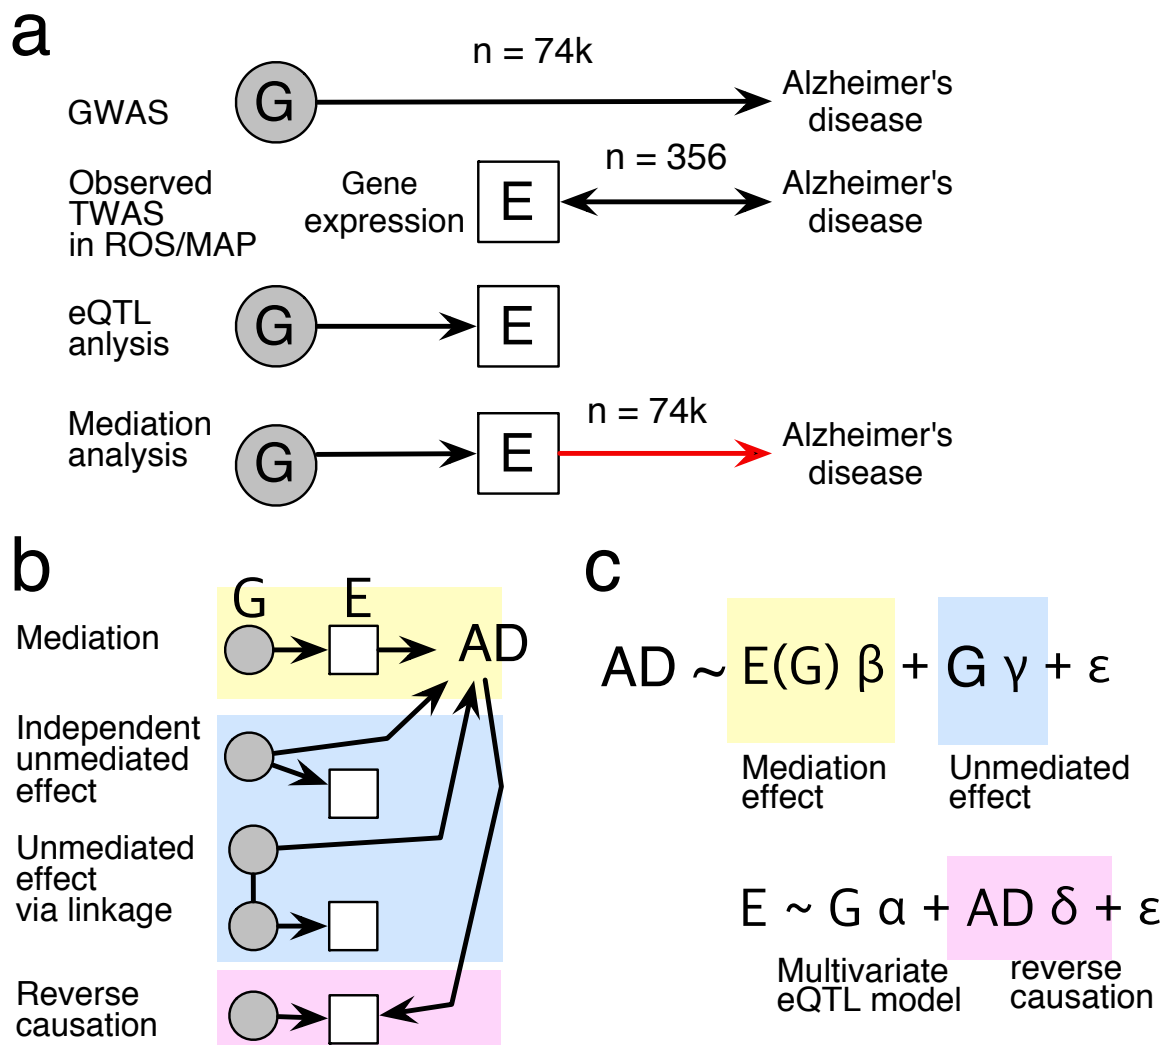 a
n = 74k
GWAS
G
Alzheimer's
disease
n = 356
Observed
TWAS
in ROS/MAP
Gene
expression
E
Alzheimer's
disease
eQTL
anlysis
G
E
n = 74k
Mediation
analysis
G
E
Alzheimer's
disease
b
G E
Mediation
AD
Independent
unmediated
effect
Unmediated
effect
via linkage
Reverse
causation
c
AD ~ E(G) β + G γ + ε
Mediation
effect
Unmediated
effect
E ~ G α + AD δ + ε
Multivariate
eQTL model
reverse
causation